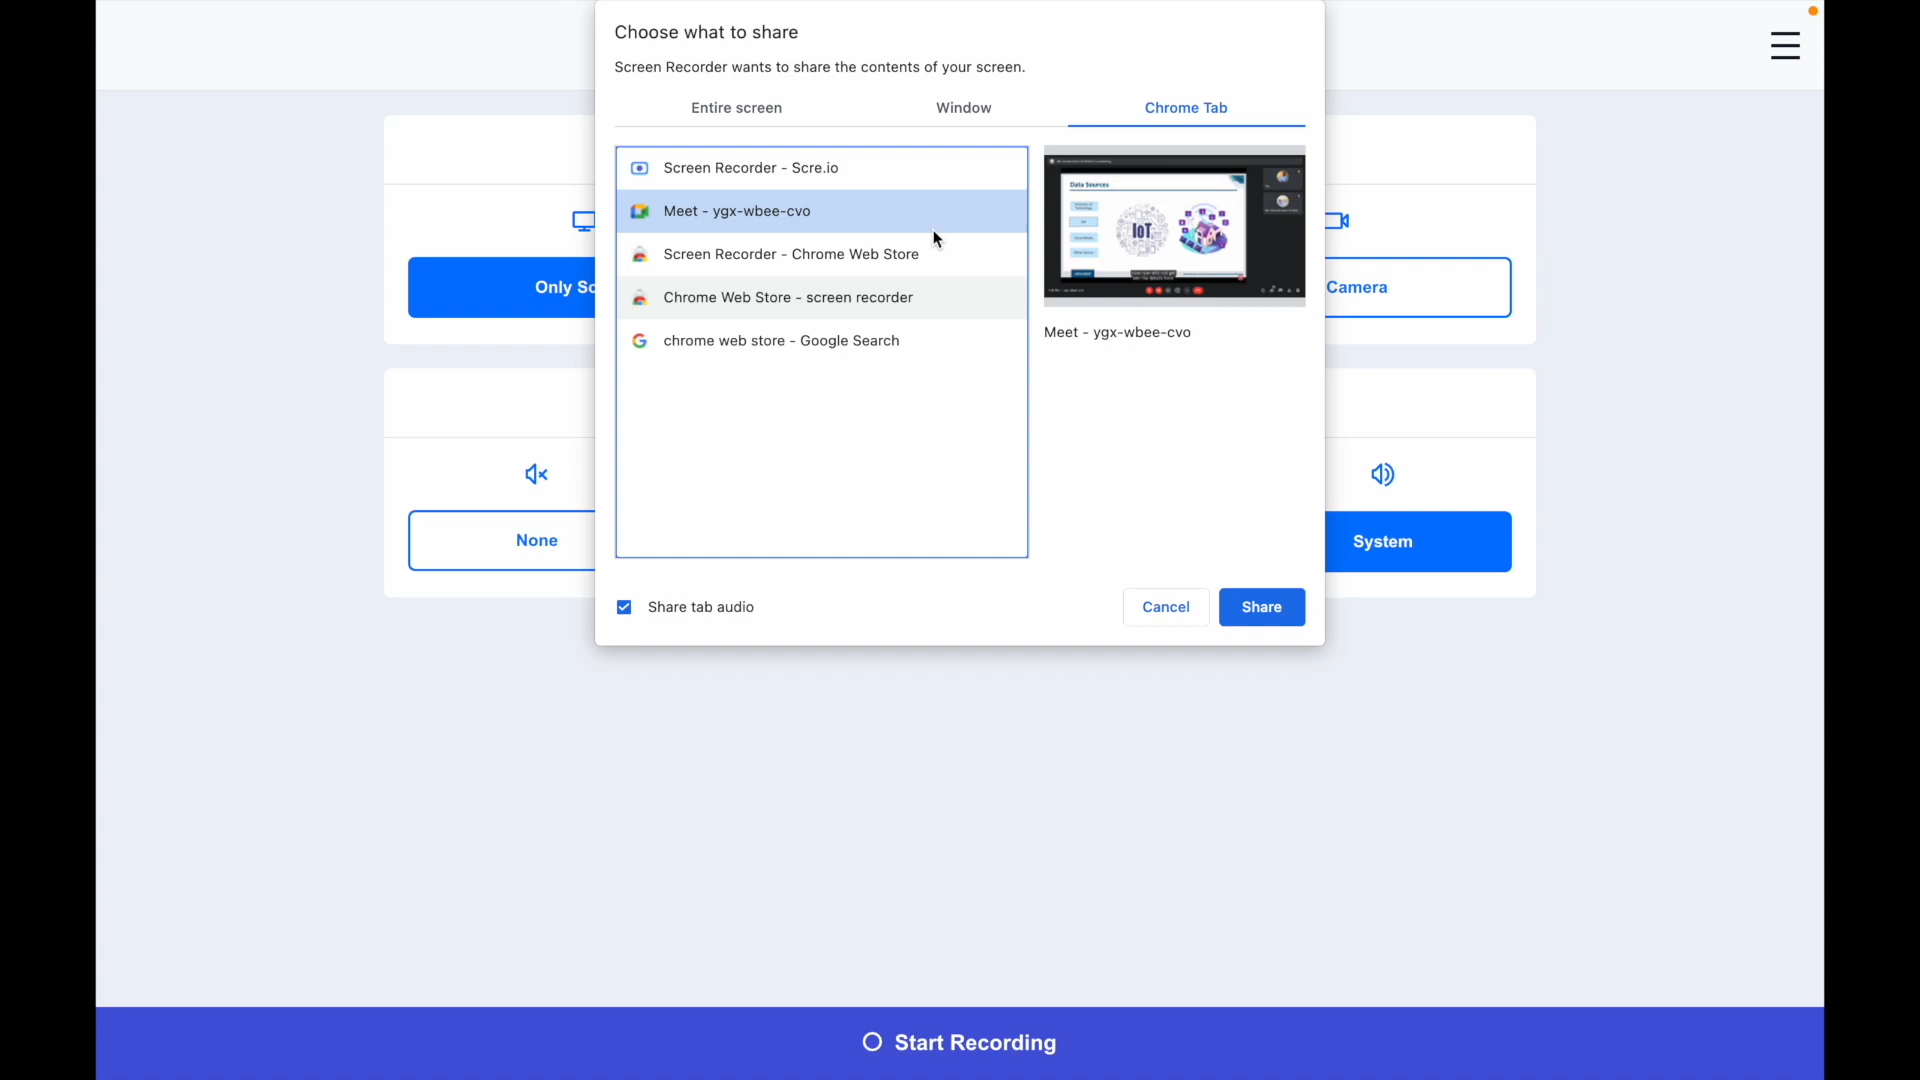 Choose what to share
Screen Recorder wants to share the contents of your screen.
Entire screen
Window
Chrome Tab
Screen Recorder - Scre.io
Meet - ygx-wbee-cvo
Screen Recorder - Chrome Web Store
Chrome Web Store - screen recorder
chrome web store - Google Search
Data Sources
IoT
Meet - ygx-wbee-cvo
Only Sc
Camera
None
System
Share tab audio
Cancel
Share
Start Recording